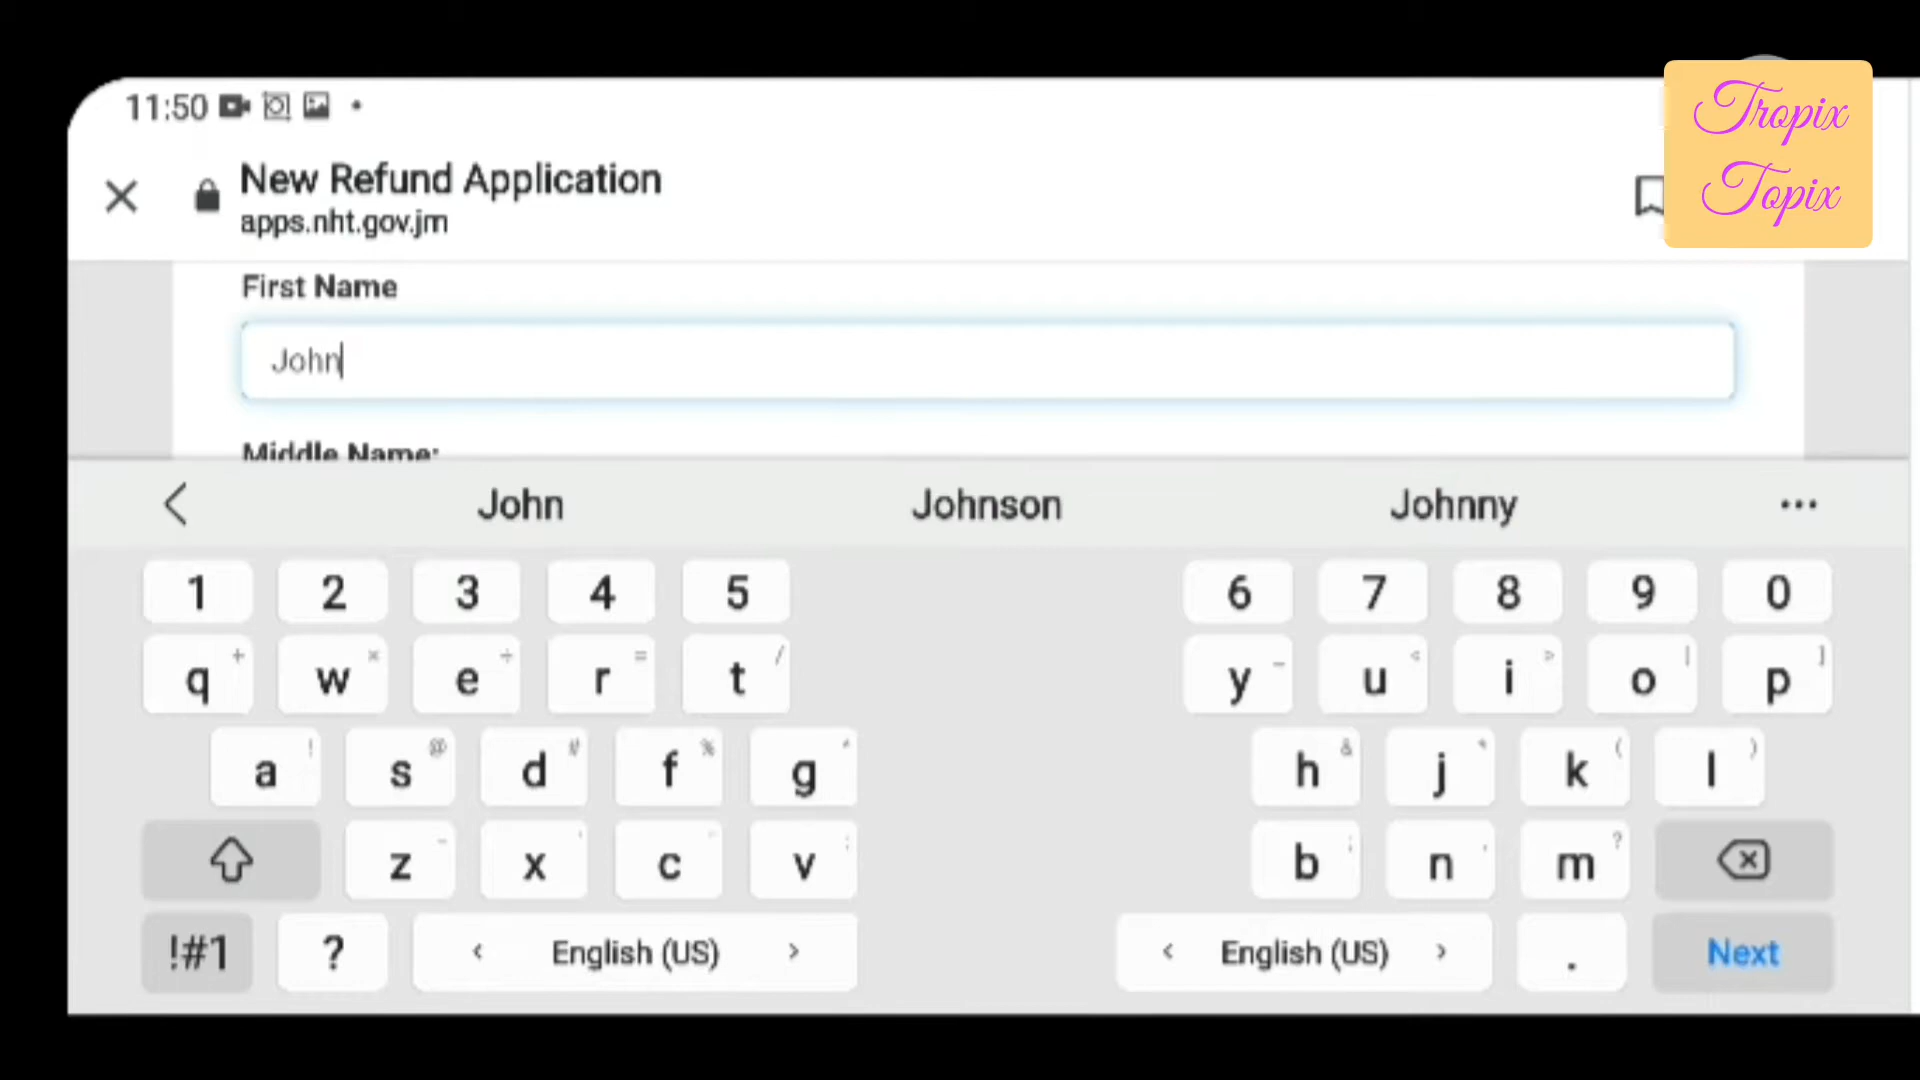 11:50
New Refund Application
apps.nht.gov.jm
Tropix
Topix
First Name
John
Middle Name:
John Johnson Johnny ...
1 2 3 4 5 6 7 8 9 0
q w e r t y u i o p
a s d f g h j k l
z x c v b n m
!#1 ? < English (US) > < English (US) > . Next